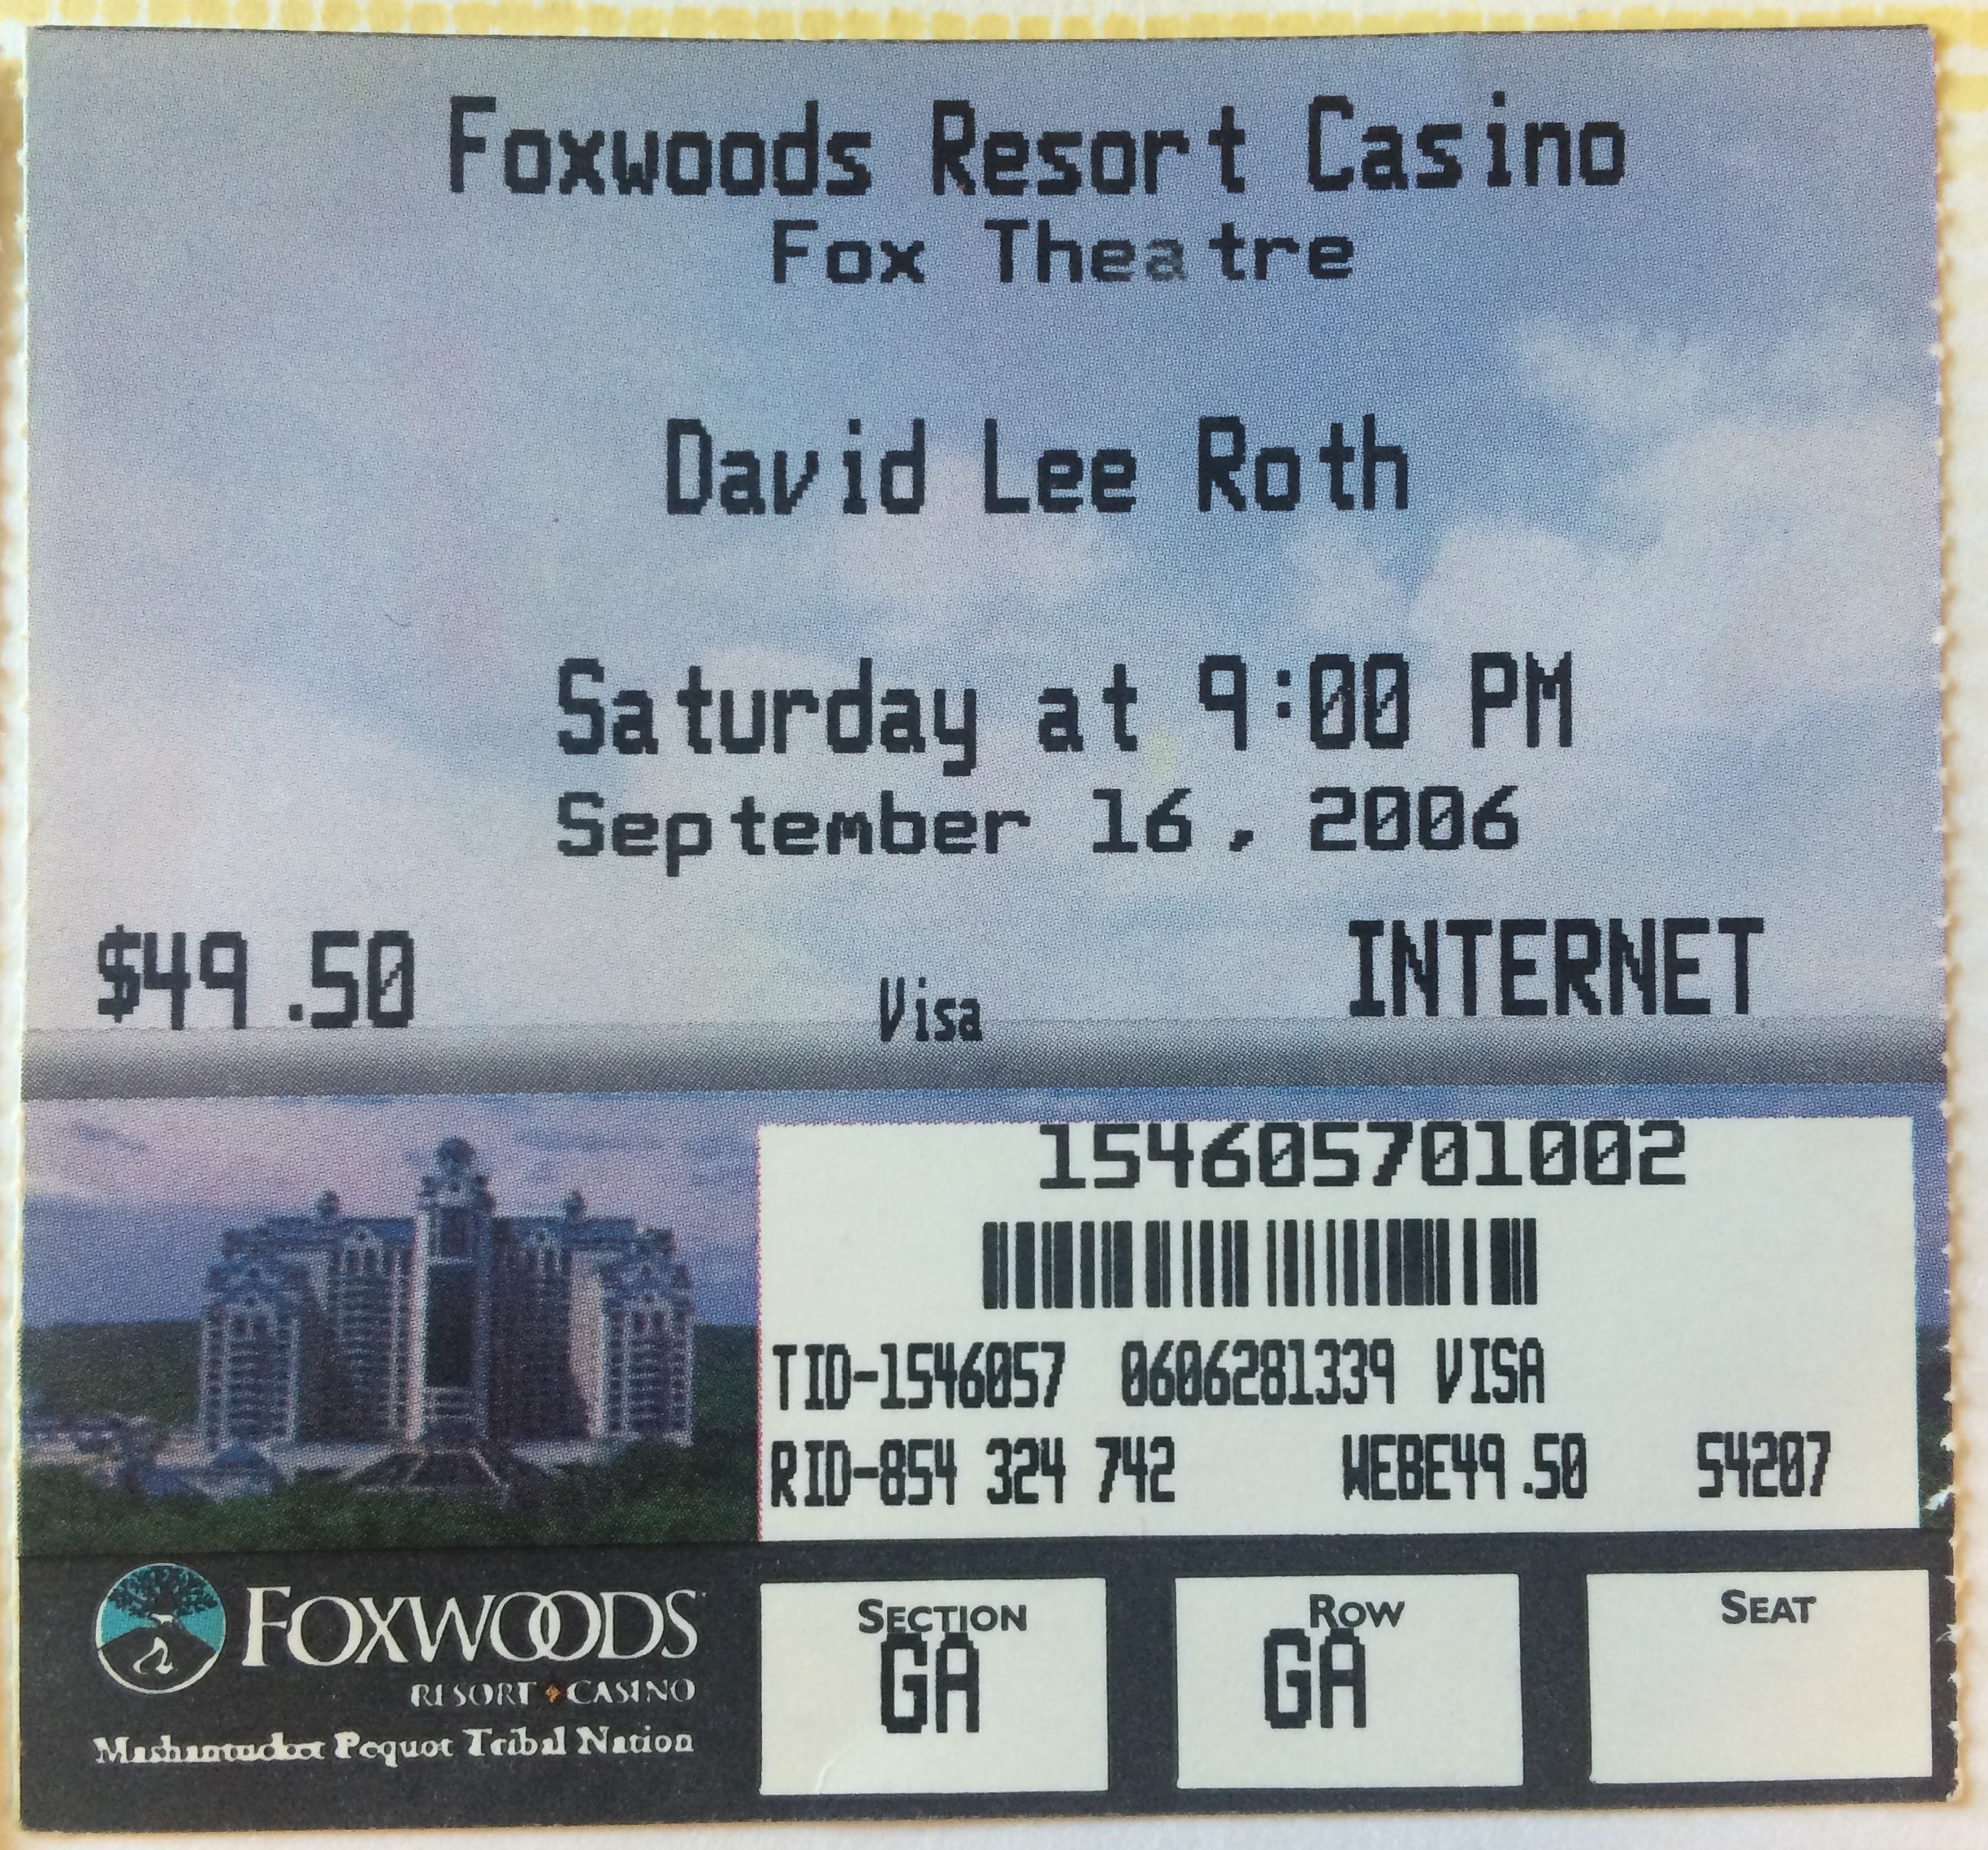 Foxwoods Resort Casino
Fox Theatre
David Lee Roth
Saturday at 9:00 PM
September 16, 2006
$49.50 Visa INTERNET
154605701002
TID-1546057 0606281339 VISA
RID-854 324 742 WEBE49.50 54207
FOXWOODS
RESORT CASINO
Mashantucket Pequot Tribal Nation
SECTION
GA
ROW
GA
SEAT